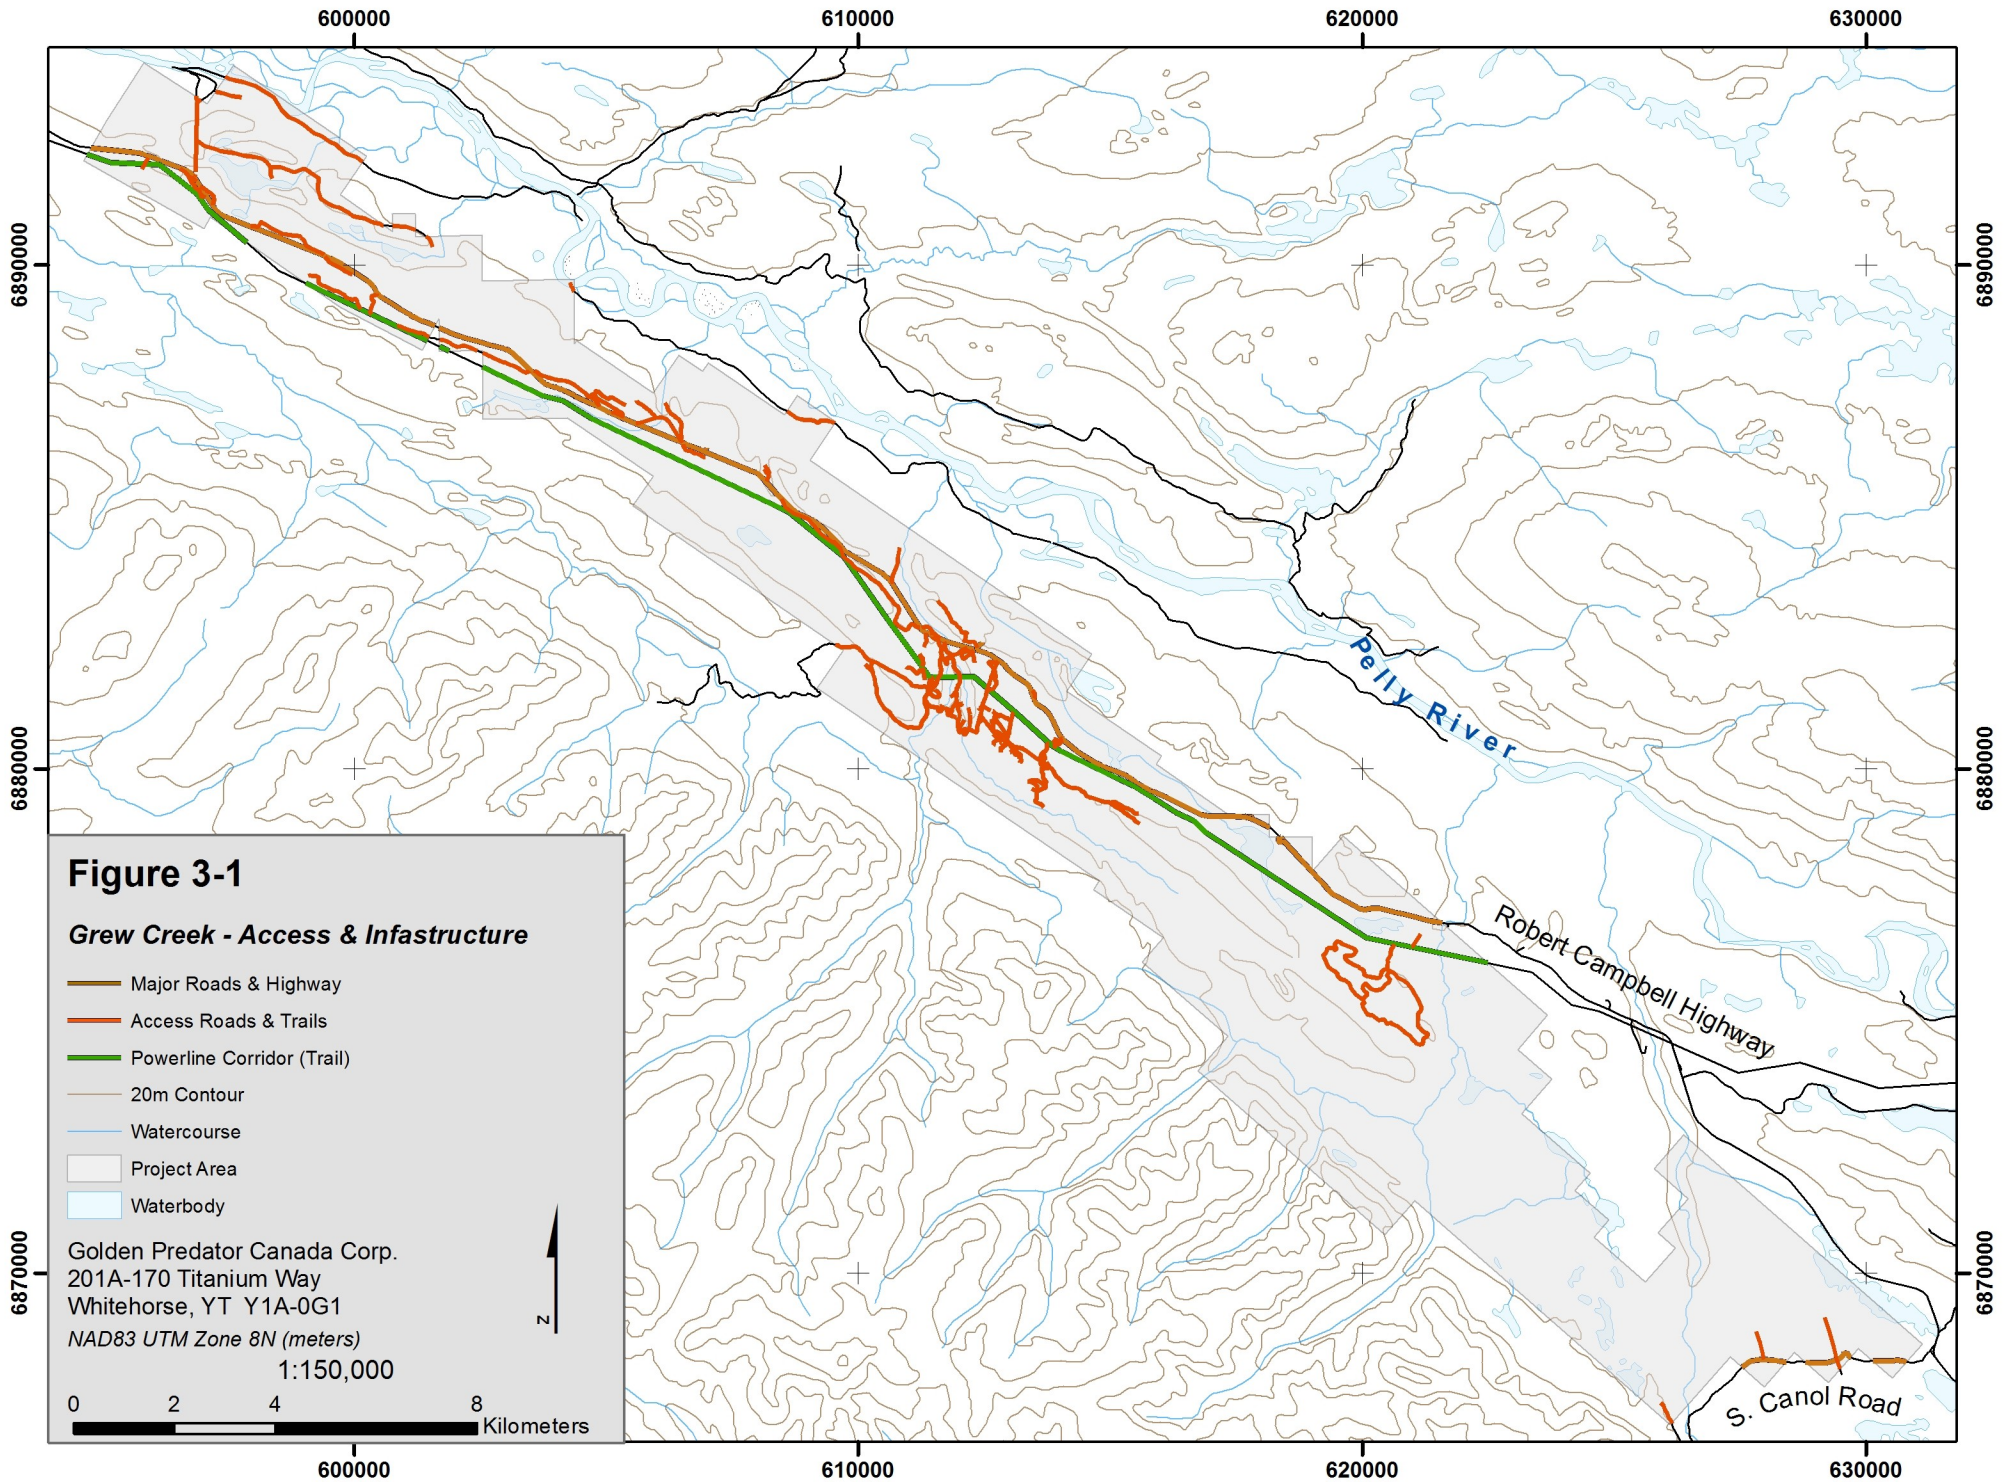 600000
610000
620000
630000
6890000
6890000
6880000
6880000
6870000
6870000
Pelly River
Robert Campbell Highway
S. Canol Road
Figure 3-1
Grew Creek - Access & Infastructure
Major Roads & Highway
Access Roads & Trails
Powerline Corridor (Trail)
20m Contour
Watercourse
Project Area
Waterbody
Golden Predator Canada Corp.
201A-170 Titanium Way
Whitehorse, YT Y1A-0G1
NAD83 UTM Zone 8N (meters)
1:150,000
N
0 2 4 8
Kilometers
600000
610000
620000
630000